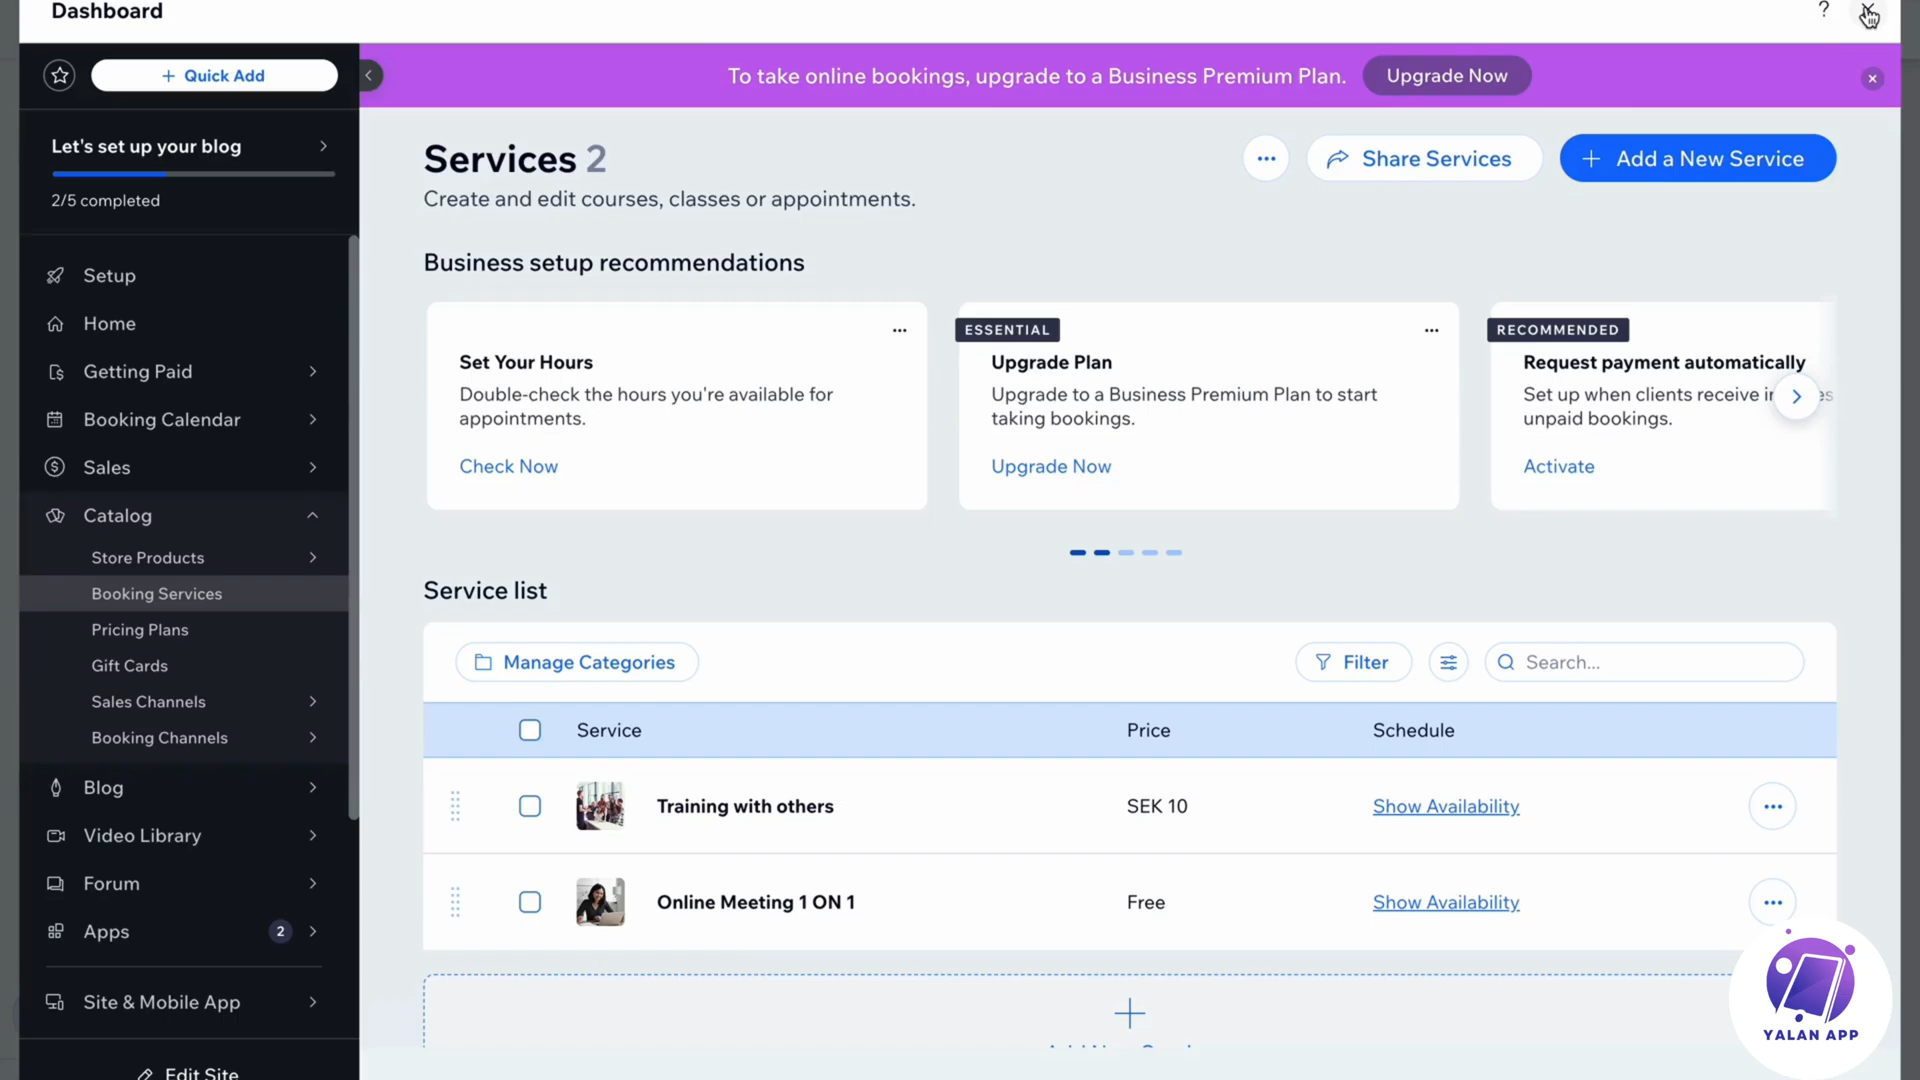 Dashboard
?
Quick Add
To take online bookings, upgrade to a Business Premium Plan.
Upgrade Now
Let's set up your blog
2/5 completed
Setup
Home
Getting Paid
Booking Calendar
Sales
Catalog
Store Products
Booking Services
Pricing Plans
Gift Cards
Sales Channels
Booking Channels
Blog
Video Library
Forum
Apps
2
Site & Mobile App
Edit Site
Services 2
Create and edit courses, classes or appointments.
Share Services
Add a New Service
Business setup recommendations
Set Your Hours
Double-check the hours you're available for
appointments.
Check Now
ESSENTIAL
Upgrade Plan
Upgrade to a Business Premium Plan to start
taking bookings.
Upgrade Now
RECOMMENDED
Request payment automatically
Set up when clients receive
unpaid bookings.
Activate
Service list
Manage Categories
Filter
Search...
Service Price Schedule
Training with others SEK 10 Show Availability
Online Meeting 1 ON 1 Free Show Availability
YALAN APP